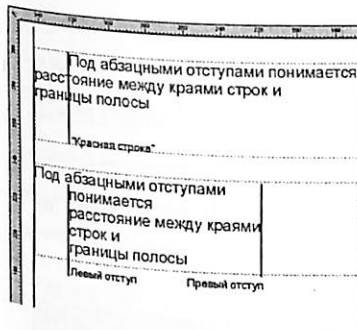 Под абзацными отступами понимается
расстояние между краями строк и
границы полосы
"Красная строка"
Под абзацными отступами
понимается
расстояние между краями
строк и
границы полосы
Левый отступ Правый отступ